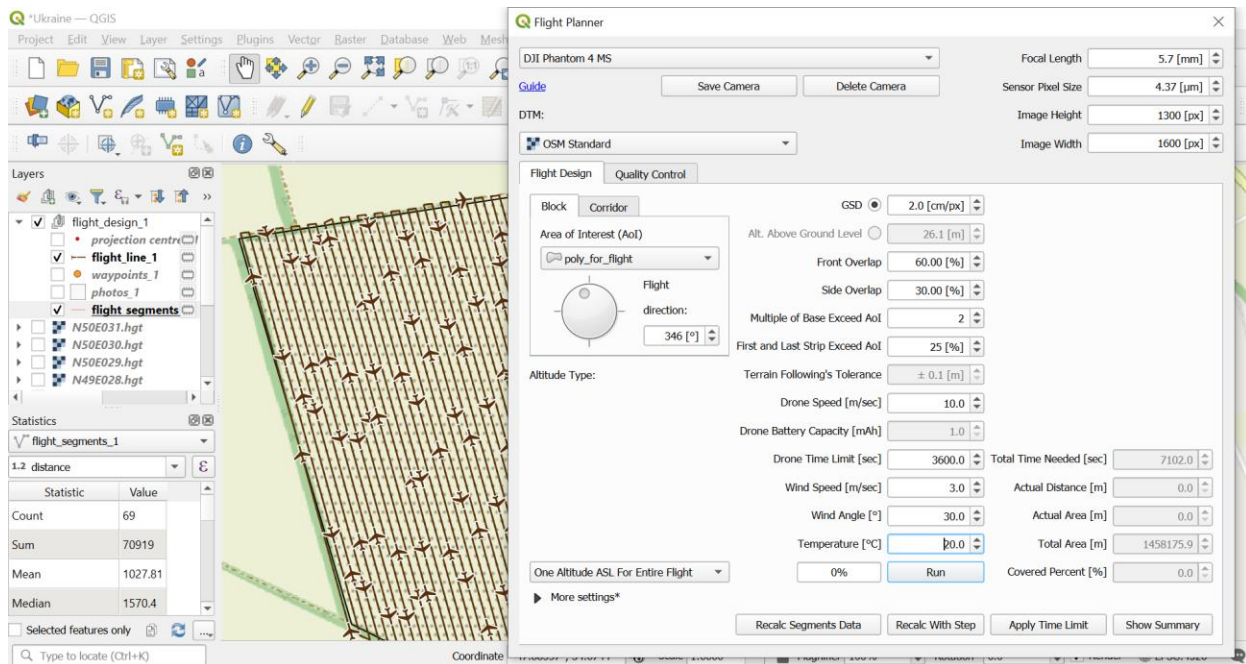 *Ukraine — QGIS
Project Edit View Layer Settings Plugins Vector Raster Database Web Mesh
Layers
flight_design_1
projection centre
flight_line_1
waypoints_1
photos_1
flight segments
N50E031.hgt
N50E030.hgt
N50E029.hgt
N49E028.hgt
Statistics
flight_segments_1
1.2 distance
Statistic Value
Count 69
Sum 70919
Mean 1027.81
Median 1570.4
Selected features only
Type to locate (Ctrl+K)
Coordinate
Flight Planner
DJI Phantom 4 MS
Focal Length 5.7 [mm]
Guide Save Camera Delete Camera Sensor Pixel Size 4.37 [µm]
DTM: Image Height 1300 [px]
OSM Standard Image Width 1600 [px]
Flight Design Quality Control
Block Corridor
Area of Interest (AoI)
poly_for_flight
Flight
direction:
346 [°]
Altitude Type:
GSD 2.0 [cm/px]
Alt. Above Ground Level 26.1 [m]
Front Overlap 60.00 [%]
Side Overlap 30.00 [%]
Multiple of Base Exceed AoI 2
First and Last Strip Exceed AoI 25 [%]
Terrain Following's Tolerance ± 0.1 [m]
Drone Speed [m/sec] 10.0
Drone Battery Capacity [mAh] 1.0
Drone Time Limit [sec] 3600.0 Total Time Needed [sec] 7102.0
Wind Speed [m/sec] 3.0 Actual Distance [m] 0.0
Wind Angle [°] 30.0 Actual Area [m] 0.0
Temperature [°C] 20.0 Total Area [m] 1458175.9
One Altitude ASL For Entire Flight 0% Run Covered Percent [%] 0.0
More settings*
Recalc Segments Data Recalc With Step Apply Time Limit Show Summary